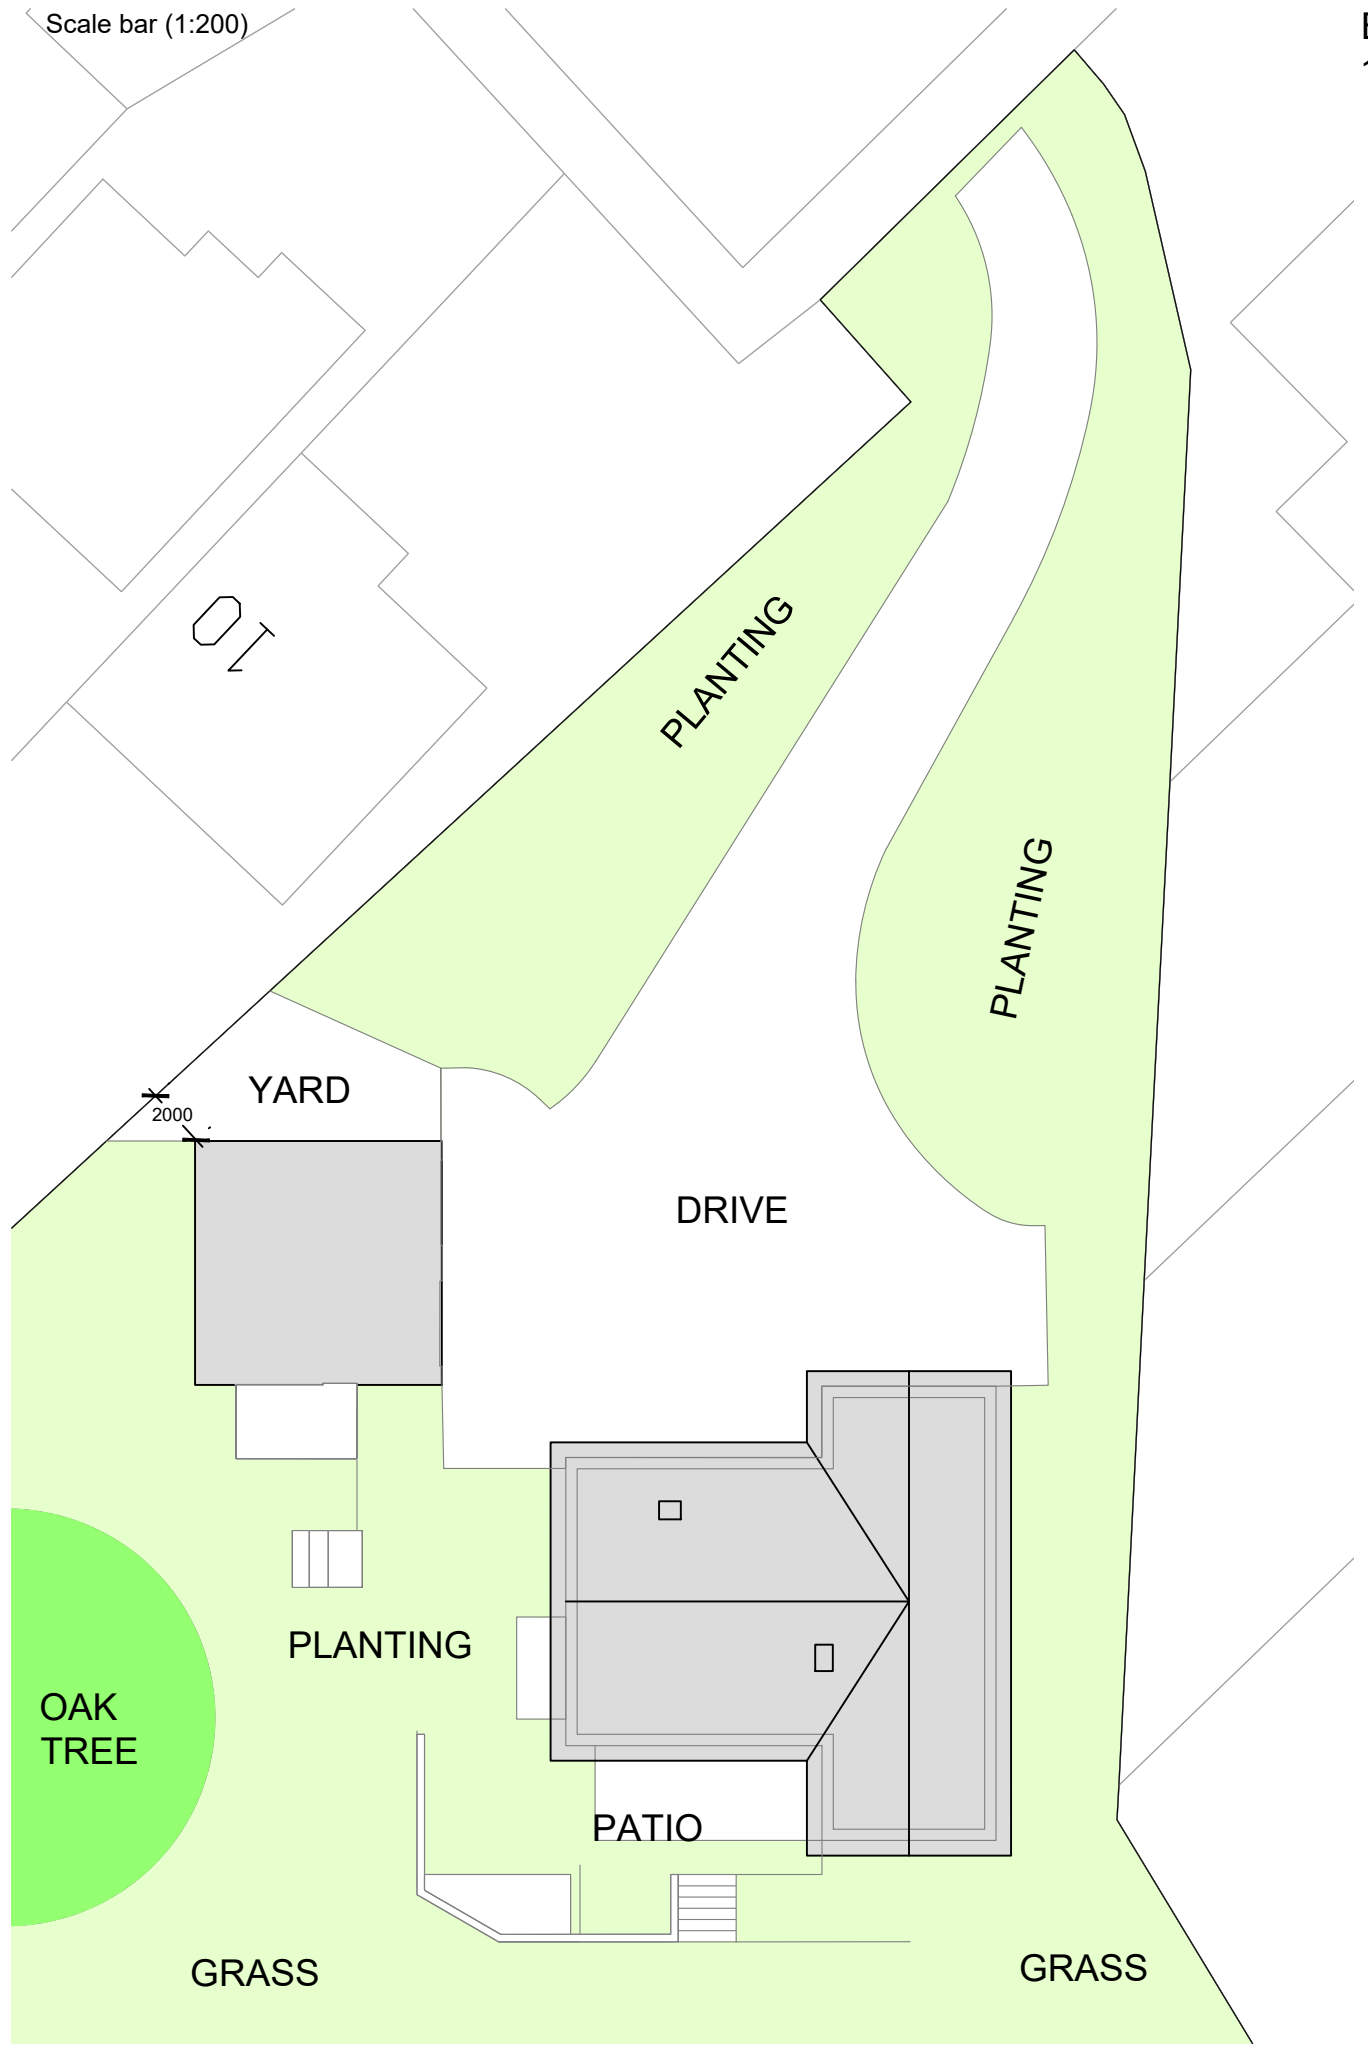 Scale bar (1:200)
10
PLANTING
PLANTING
YARD
2000
DRIVE
PLANTING
OAK
TREE
PATIO
GRASS
GRASS